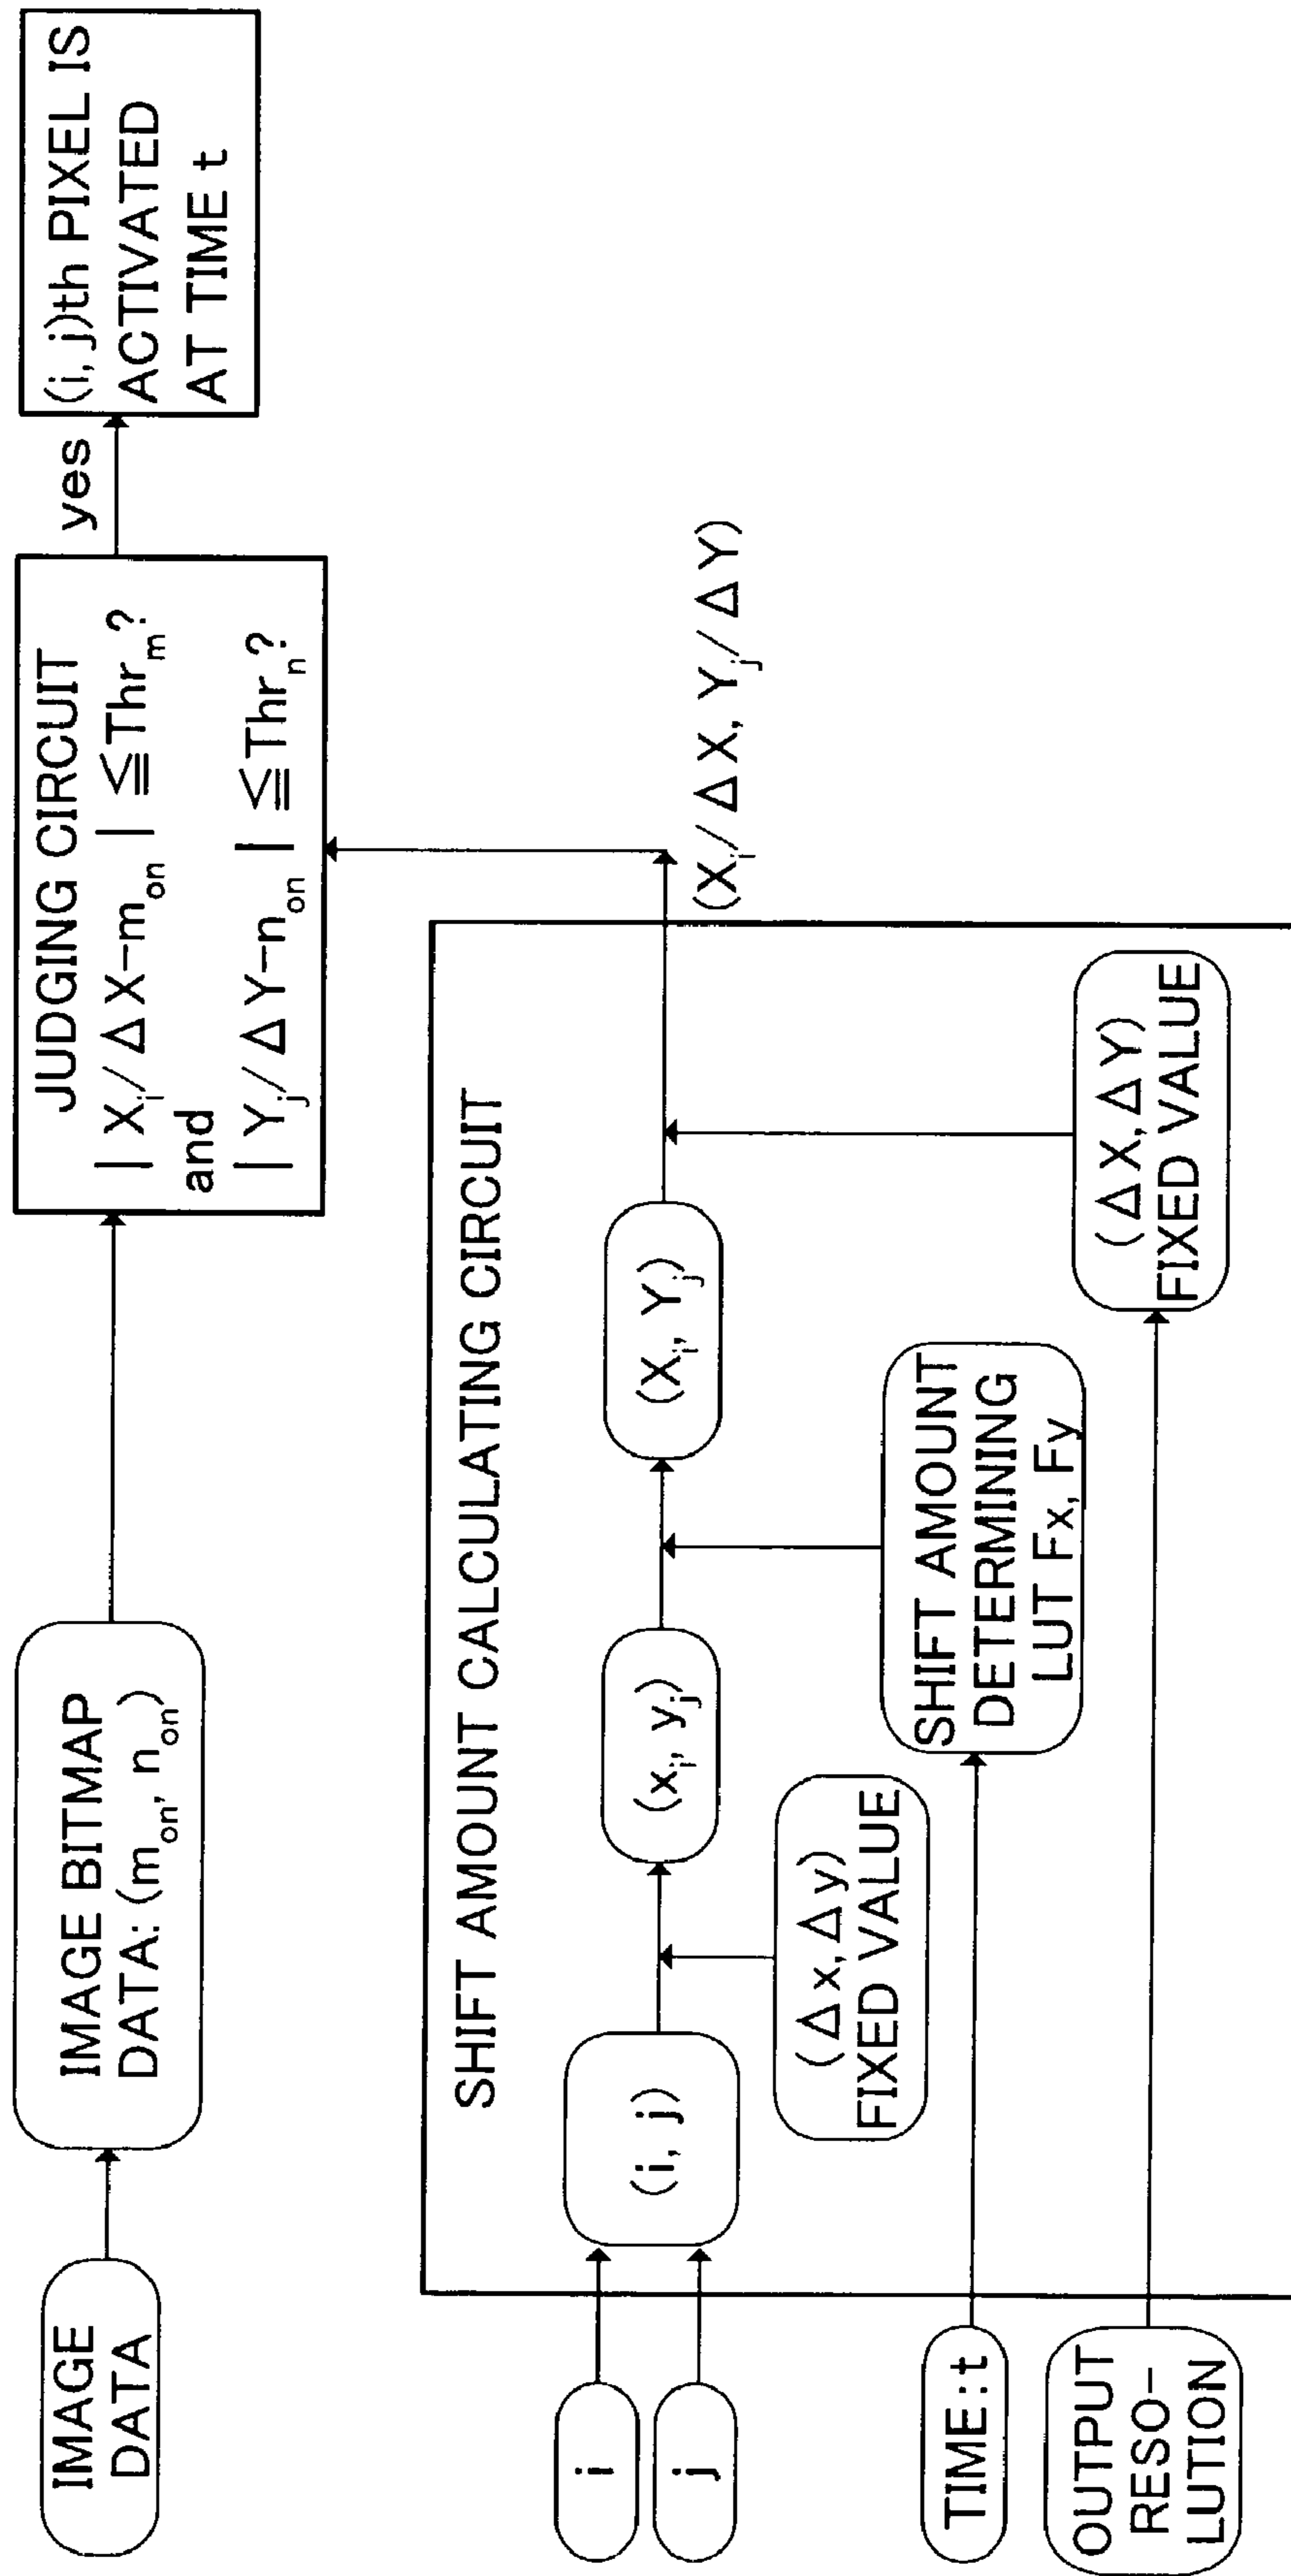 IMAGE
DATA
IMAGE BITMAP
DATA: (m_on, n_on)
JUDGING CIRCUIT
| X_i/ΔX−m_on | ≦Thr_m?
and
| Y_j/ΔY−n_on | ≦Thr_n?
yes
(i, j)th PIXEL IS
ACTIVATED
AT TIME t
SHIFT AMOUNT CALCULATING CIRCUIT
i
j
(i, j)
(Δx, Δy)
FIXED VALUE
(x_i, y_j)
SHIFT AMOUNT
DETERMINING
LUT Fx, Fy
(X_i, Y_j)
(ΔX, ΔY)
FIXED VALUE
(X_i/ΔX, Y_j/ΔY)
TIME:t
OUTPUT
RESO-
LUTION